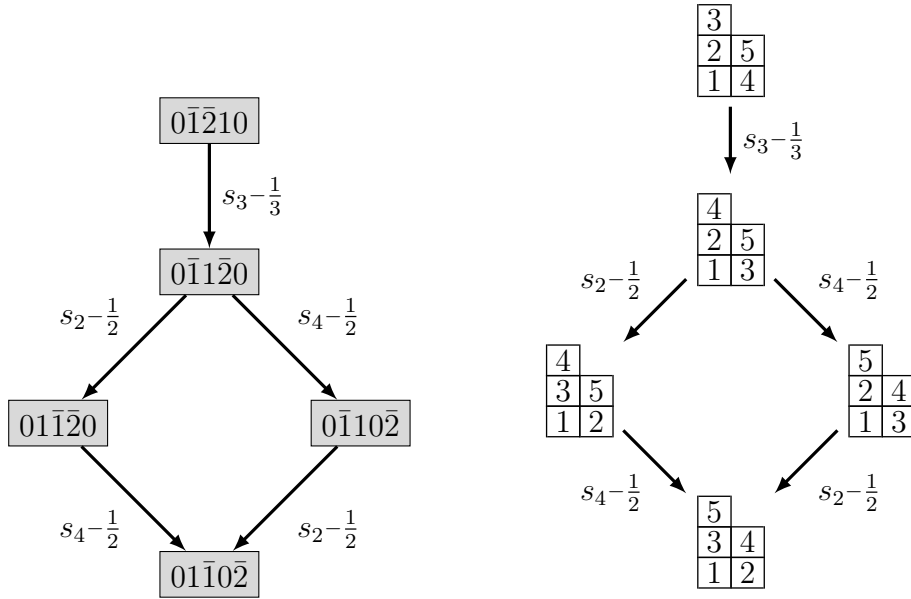 3
2 5
1 4
01̄2̄10
s₃−1/3
s₃−1/3
4
2 5
1 3
01̄12̄0
s₂−1/2
s₄−1/2
s₂−1/2
s₄−1/2
4
3 5
1 2
5
2 4
1 3
011̄2̄0
01̄102̄
s₄−1/2
s₂−1/2
s₄−1/2
s₂−1/2
5
3 4
1 2
011̄02̄